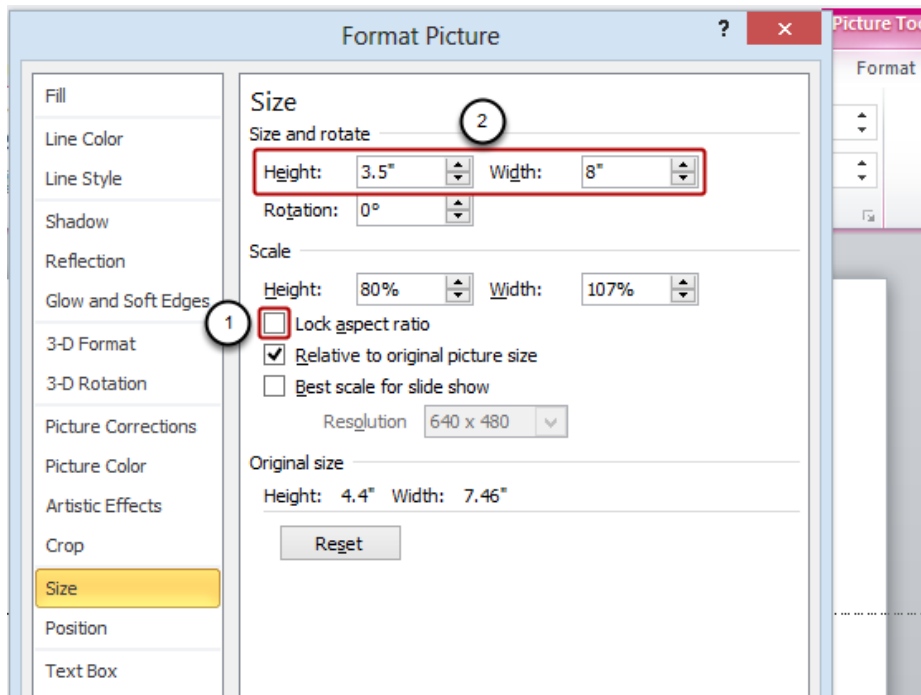 Format Picture ?
Picture Too
Format
Fill
Line Color
Line Style
Shadow
Reflection
Glow and Soft Edges
3-D Format
3-D Rotation
Picture Corrections
Picture Color
Artistic Effects
Crop
Size
Position
Text Box
Size
Size and rotate
2
Height: 3.5" Width: 8"
Rotation: 0°
Scale
Height: 80% Width: 107%
1
Lock aspect ratio
Relative to original picture size
Best scale for slide show
Resolution 640 x 480
Original size
Height: 4.4" Width: 7.46"
Reset